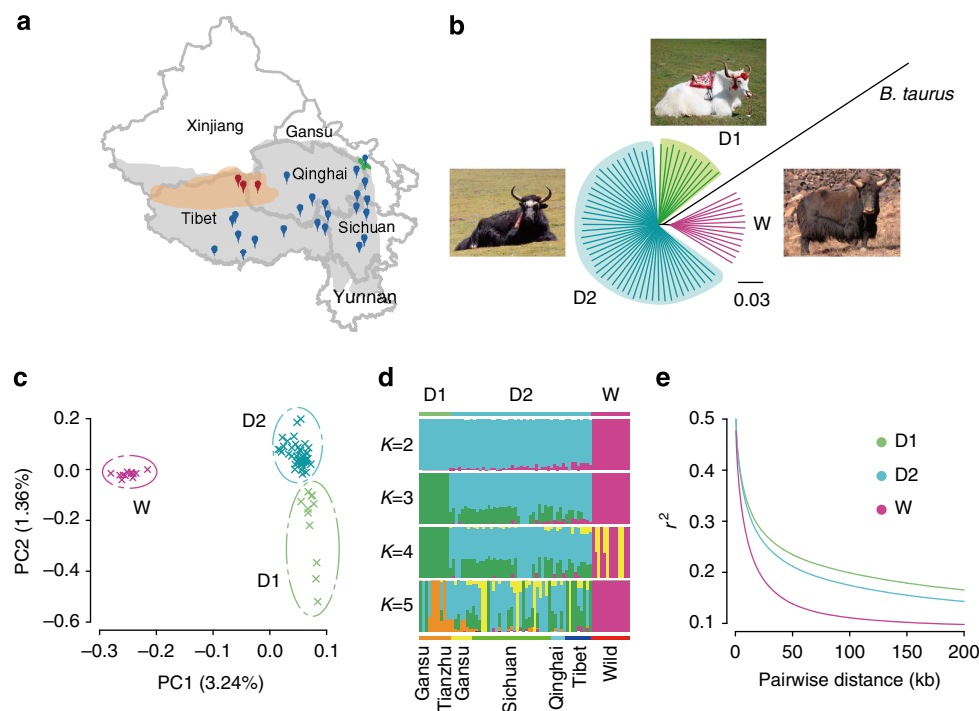 a
Xinjiang
Gansu
Qinghai
Tibet
Sichuan
Yunnan
b
B. taurus
D1
W
D2
0.03
c
PC2 (1.36%)
0.2
0.0
−0.2
−0.4
−0.6
D2
W
D1
−0.3
−0.2
−0.1
0.0
0.1
PC1 (3.24%)
d
D1
D2
W
K=2
K=3
K=4
K=5
Gansu
Tianzhu
Gansu
Sichuan
Qinghai
Tibet
Wild
e
r²
0.5
0.4
0.3
0.2
0.1
D1
D2
W
0
50
100
150
200
Pairwise distance (kb)